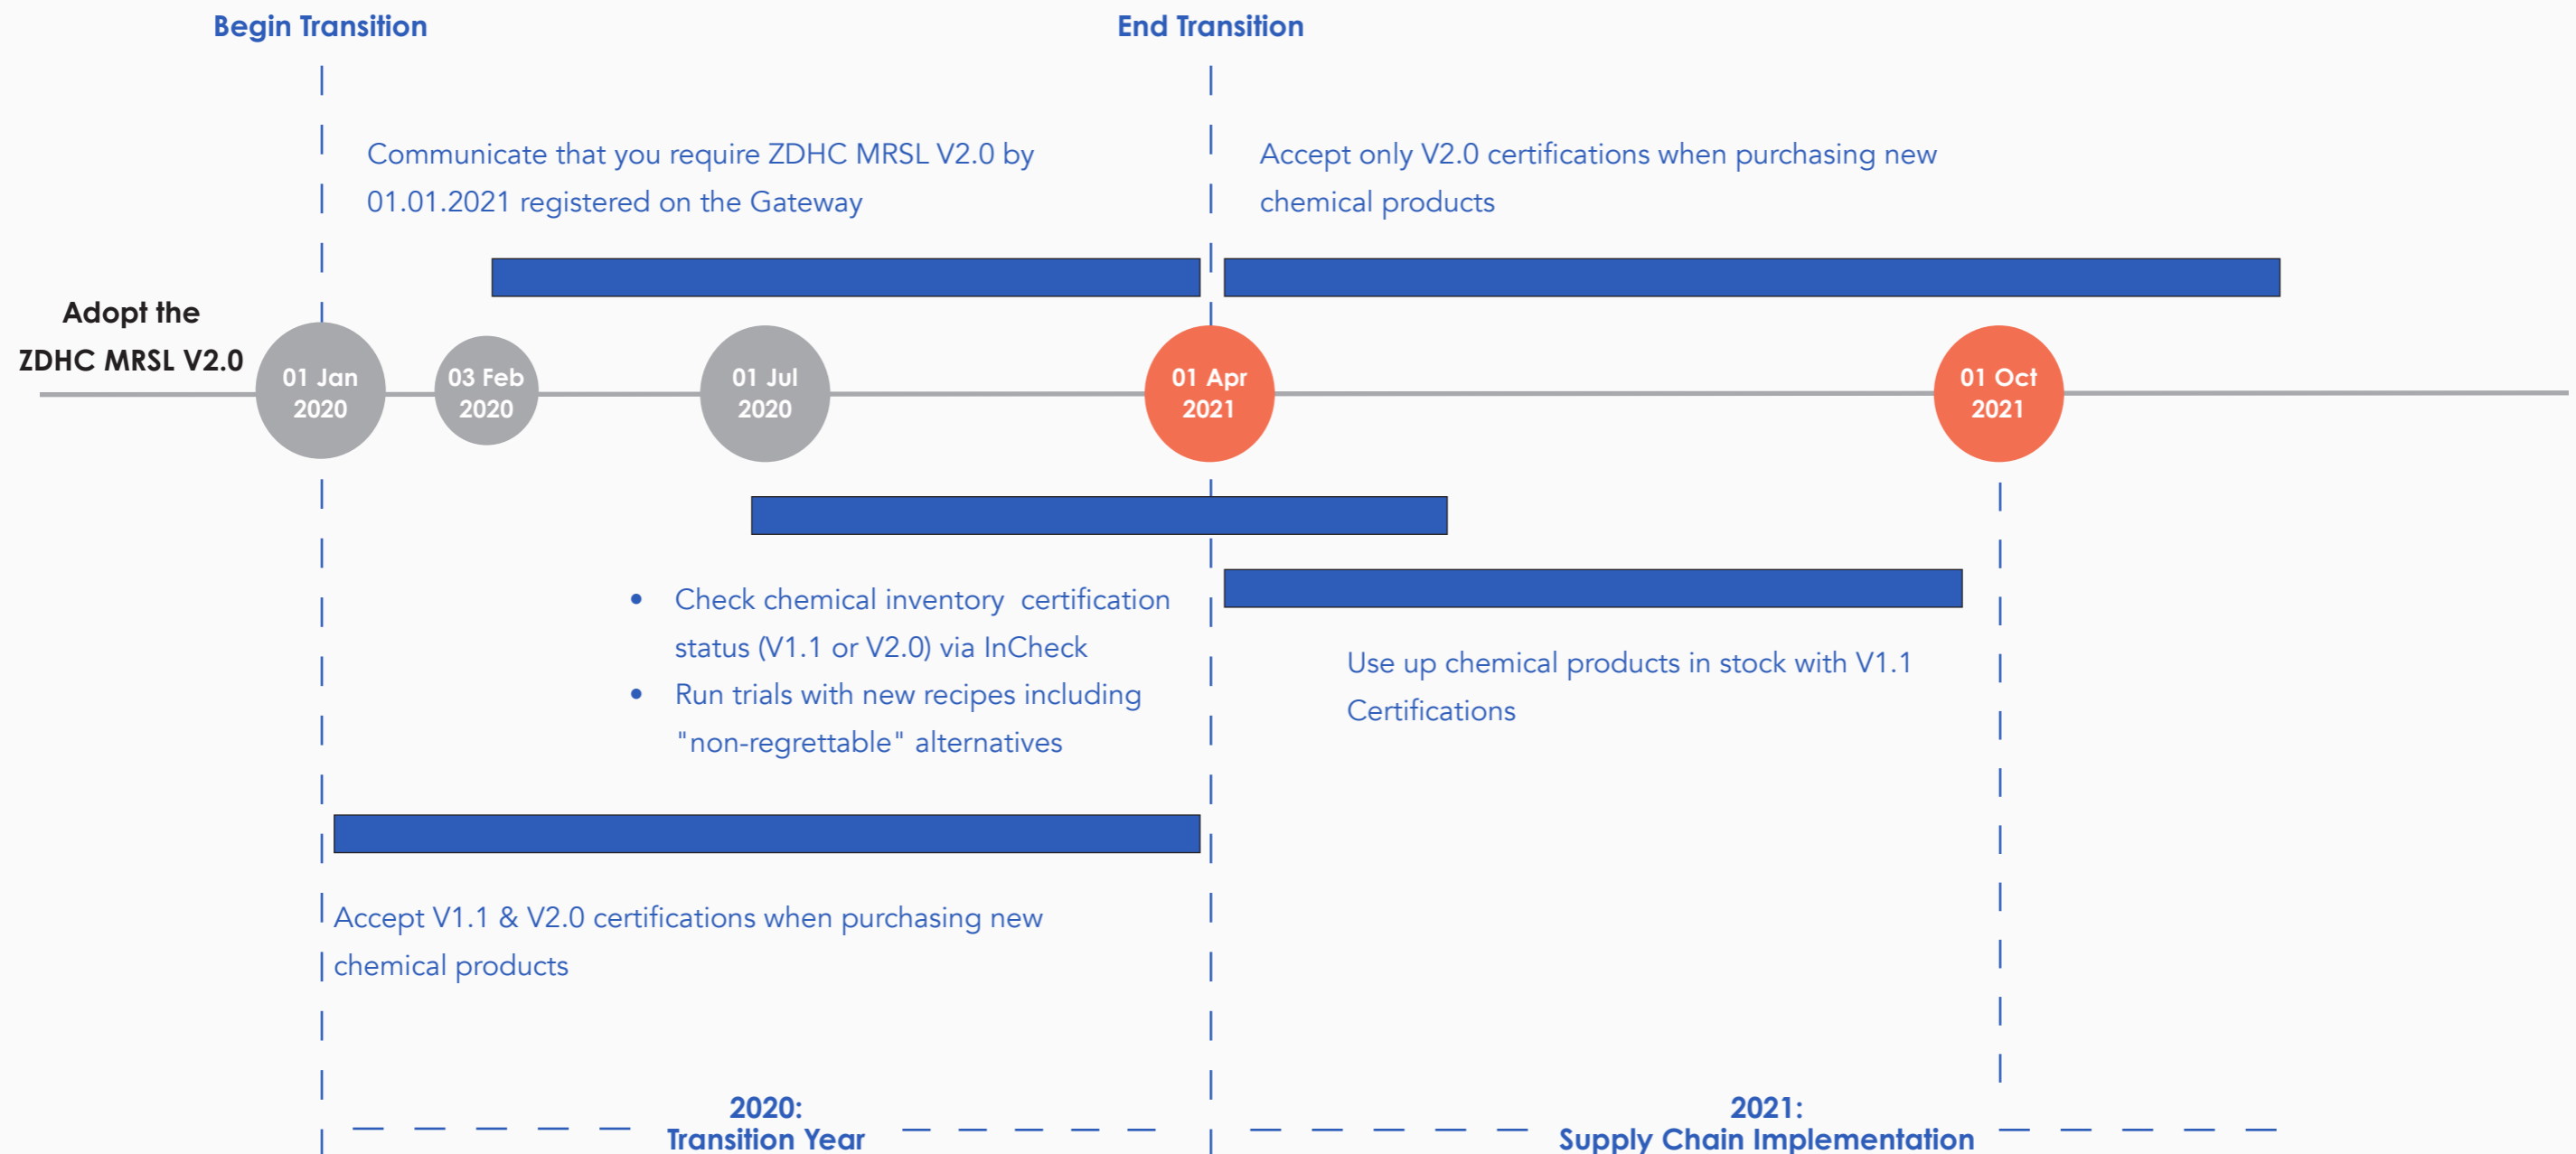 Begin Transition
End Transition
Communicate that you require ZDHC MRSL V2.0 by
01.01.2021 registered on the Gateway
Accept only V2.0 certifications when purchasing new
chemical products
Adopt the
ZDHC MRSL V2.0
01 Jan
2020
03 Feb
2020
01 Jul
2020
01 Apr
2021
01 Oct
2021
• Check chemical inventory certification
status (V1.1 or V2.0) via InCheck
• Run trials with new recipes including
"non-regrettable" alternatives
Use up chemical products in stock with V1.1
Certifications
Accept V1.1 & V2.0 certifications when purchasing new
chemical products
2020:
Transition Year
2021:
Supply Chain Implementation